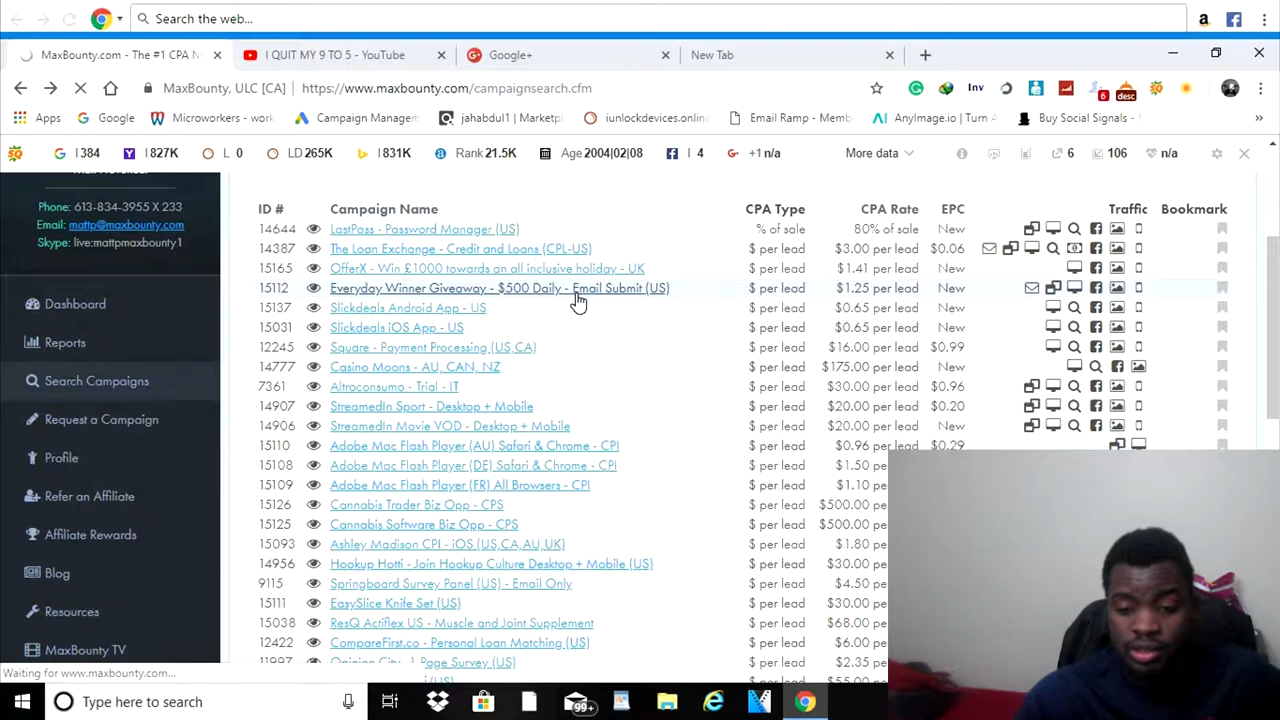 Search the web...
MaxBounty.com - The #1 CPA N
I QUIT MY 9 TO 5 - YouTube
Google+
New Tab
MaxBounty, ULC [CA]
https://www.maxbounty.com/campaignsearch.cfm
Inv
6
desc
Apps
Google
Microworkers - work
Campaign Managem
jahabdul1 | Marketpl
iunlockdevices.onlin
Email Ramp - Membe
AnyImage.io | Turn A
Buy Social Signals -
I 384
I 827K
L 0
LD 265K
I 831K
Rank 21.5K
Age 2004|02|08
I 4
+1 n/a
More data
6
106
n/a
Phone: 613-834-3955 X 233
Email: mattp@maxbounty.com
Skype: live:mattpmaxbounty1
Dashboard
Reports
Search Campaigns
Request a Campaign
Profile
Refer an Affiliate
Affiliate Rewards
Blog
Resources
MaxBounty TV
ID # Campaign Name CPA Type CPA Rate EPC Traffic Bookmark
14644 LastPass - Password Manager (US) % of sale 80% of sale New
14387 The Loan Exchange - Credit and Loans (CPL-US) $ per lead $3.00 per lead $0.06
15165 OfferX - Win £1000 towards an all inclusive holiday - UK $ per lead $1.41 per lead New
15112 Everyday Winner Giveaway - $500 Daily - Email Submit (US) $ per lead $1.25 per lead New
15137 Slickdeals Android App - US $ per lead $0.65 per lead New
15031 Slickdeals iOS App - US $ per lead $0.65 per lead New
12245 Square - Payment Processing (US,CA) $ per lead $16.00 per lead $0.99
14777 Casino Moons - AU, CAN, NZ $ per lead $175.00 per lead New
7361 Altroconsumo - Trial - IT $ per lead $30.00 per lead $0.96
14907 StreamedIn Sport - Desktop + Mobile $ per lead $20.00 per lead $0.20
14906 StreamedIn Movie VOD - Desktop + Mobile $ per lead $20.00 per lead New
15110 Adobe Mac Flash Player (AU) Safari & Chrome - CPI $ per lead $0.96 per lead $0.29
15108 Adobe Mac Flash Player (DE) Safari & Chrome - CPI $ per lead $1.50 pe
15109 Adobe Mac Flash Player (FR) All Browsers - CPI $ per lead $1.10 pe
15126 Cannabis Trader Biz Opp - CPS $ per lead $500.00
15125 Cannabis Software Biz Opp - CPS $ per lead $500.00
15093 Ashley Madison CPI - iOS (US,CA,AU,UK) $ per lead $1.80 pe
14956 Hookup Hotti - Join Hookup Culture Desktop + Mobile (US) $ per lead $30.00 p
9115 Springboard Survey Panel (US) - Email Only $ per lead $4.50 pe
15111 EasySlice Knife Set (US) $ per lead $30.00 p
15038 ResQ Actiflex US - Muscle and Joint Supplement $ per lead $68.00 p
12422 CompareFirst.co - Personal Loan Matching (US) $ per lead $6.00 pe
11997 Opinion City - 1 Page Survey (US) $ per lead $2.35 pe
Waiting for www.maxbounty.com...
Type here to search
99+